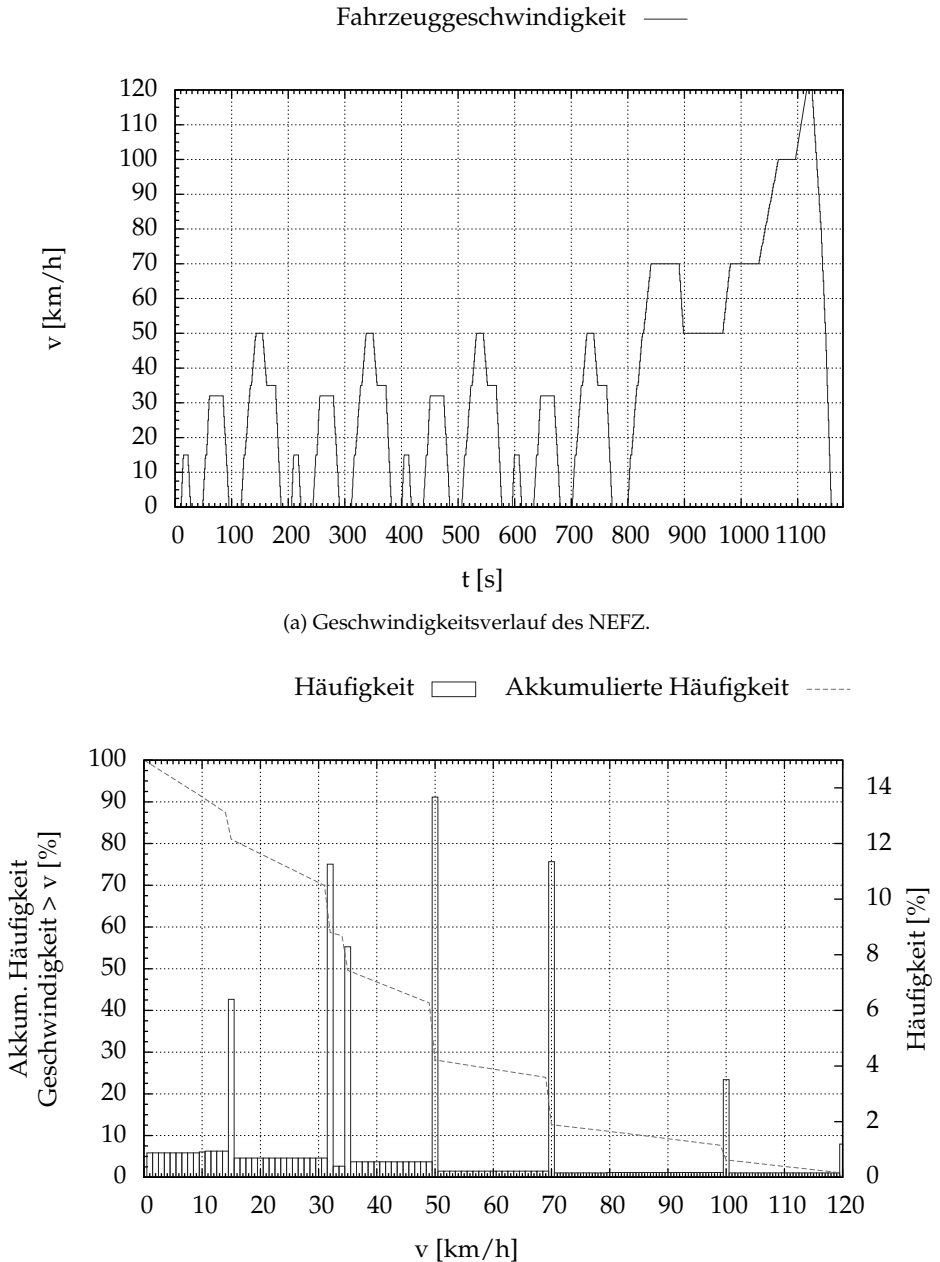 Fahrzeuggeschwindigkeit
120
110
100
90
80
70
60
50
40
30
20
10
0
v [km/h]
0 100 200 300 400 500 600 700 800 900 1000 1100
t [s]
(a) Geschwindigkeitsverlauf des NEFZ.
Häufigkeit Akkumulierte Häufigkeit
100
90
80
70
60
50
40
30
20
10
0
Akkum. Häufigkeit
Geschwindigkeit > v [%]
14
12
10
8
6
4
2
0
Häufigkeit [%]
0 10 20 30 40 50 60 70 80 90 100 110 120
v [km/h]